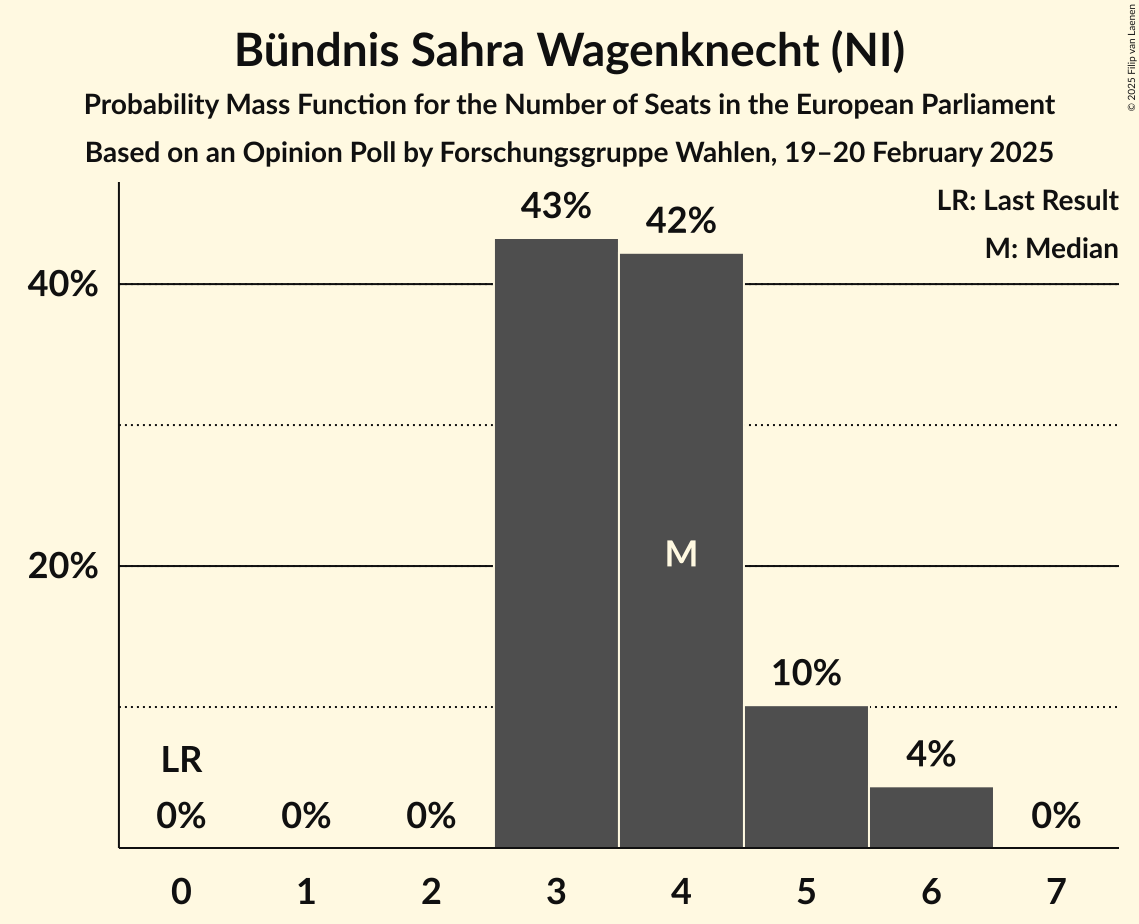 Bündnis Sahra Wagenknecht (NI)
Probability Mass Function for the Number of Seats in the European Parliament
Based on an Opinion Poll by Forschungsgruppe Wahlen, 19–20 February 2025
© 2025 Filip van Laenen
LR: Last Result
M: Median
43%
42%
40%
M
20%
10%
4%
LR
0%
0%
0%
0%
0
1
2
3
4
5
6
7